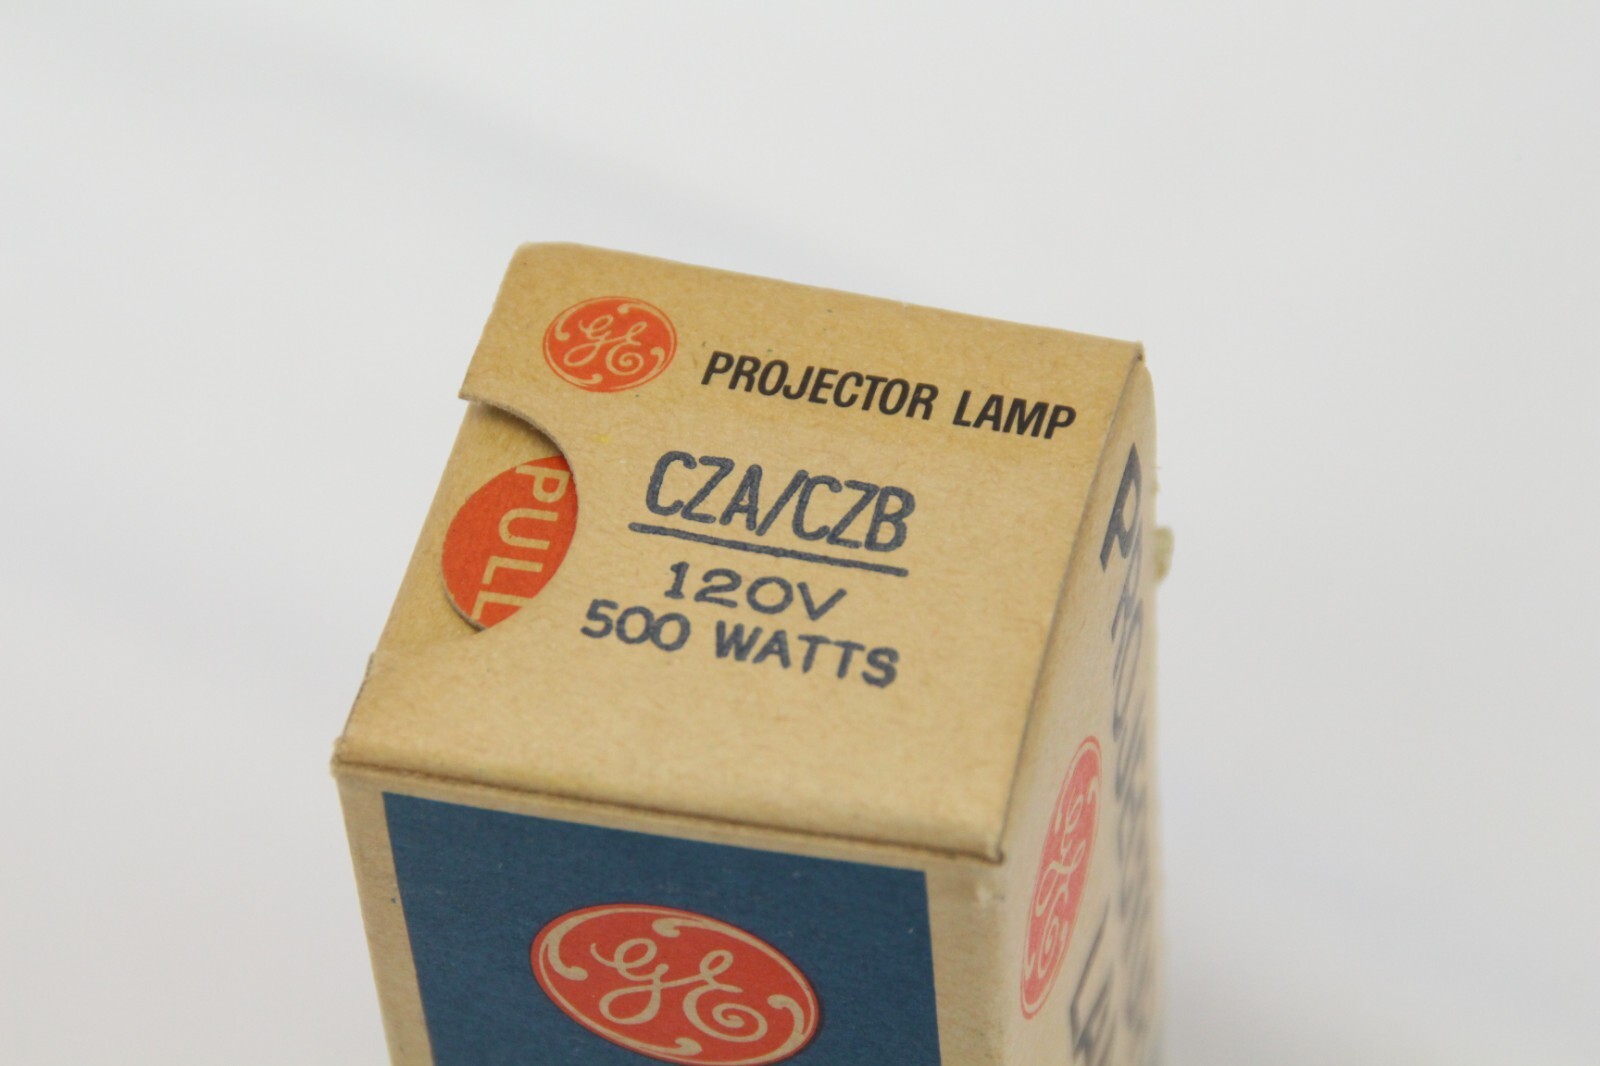 GE PROJECTOR LAMP
PULL
CZA/CZB
120V
500 WATTS
GE
GE